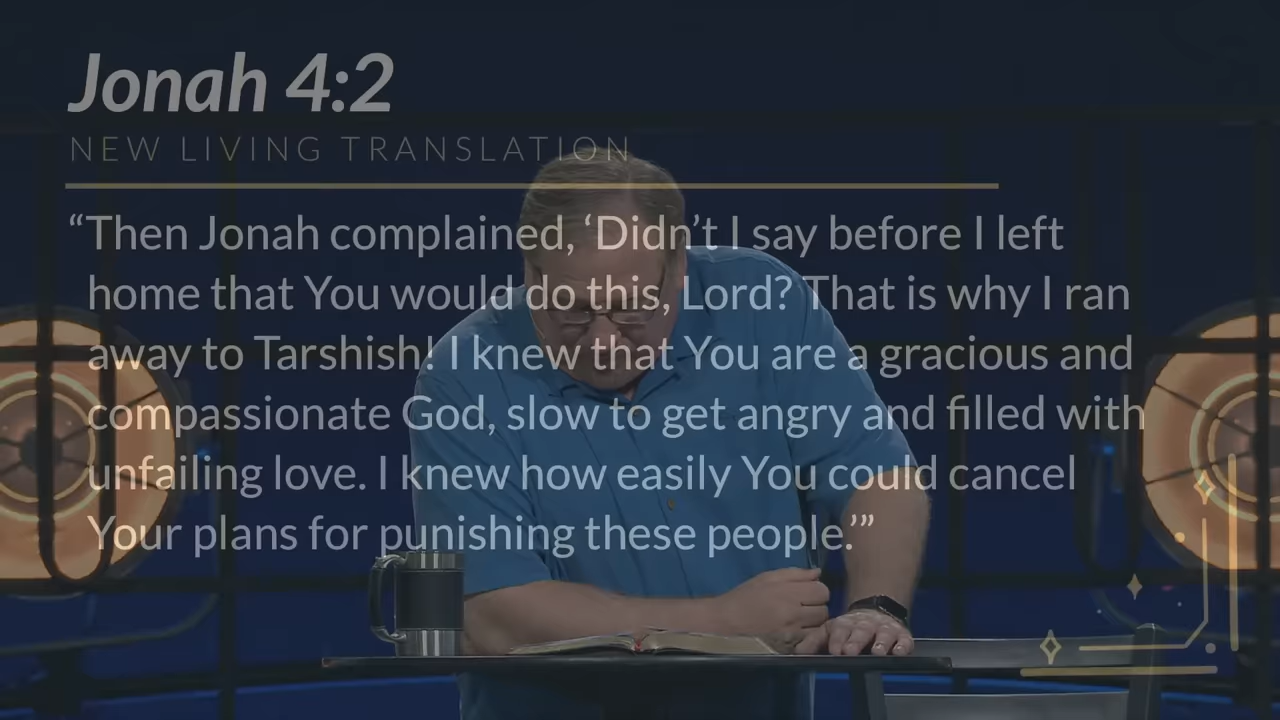 Jonah 4:2
NEW LIVING TRANSLATION
“Then Jonah complained, ‘Didn’t I say before I left
home that You would do this, Lord? That is why I ran
away to Tarshish! I knew that You are a gracious and
compassionate God, slow to get angry and filled with
unfailing love. I knew how easily You could cancel
Your plans for punishing these people.’”